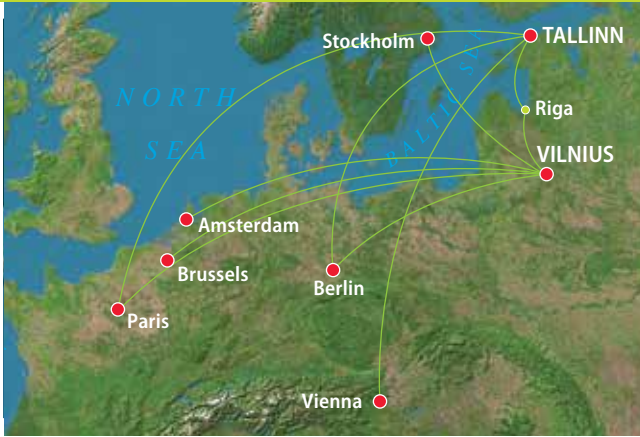 Stockholm
TALLINN
NORTH
SEA
BALTIC SEA
Riga
VILNIUS
Amsterdam
Brussels
Berlin
Paris
Vienna